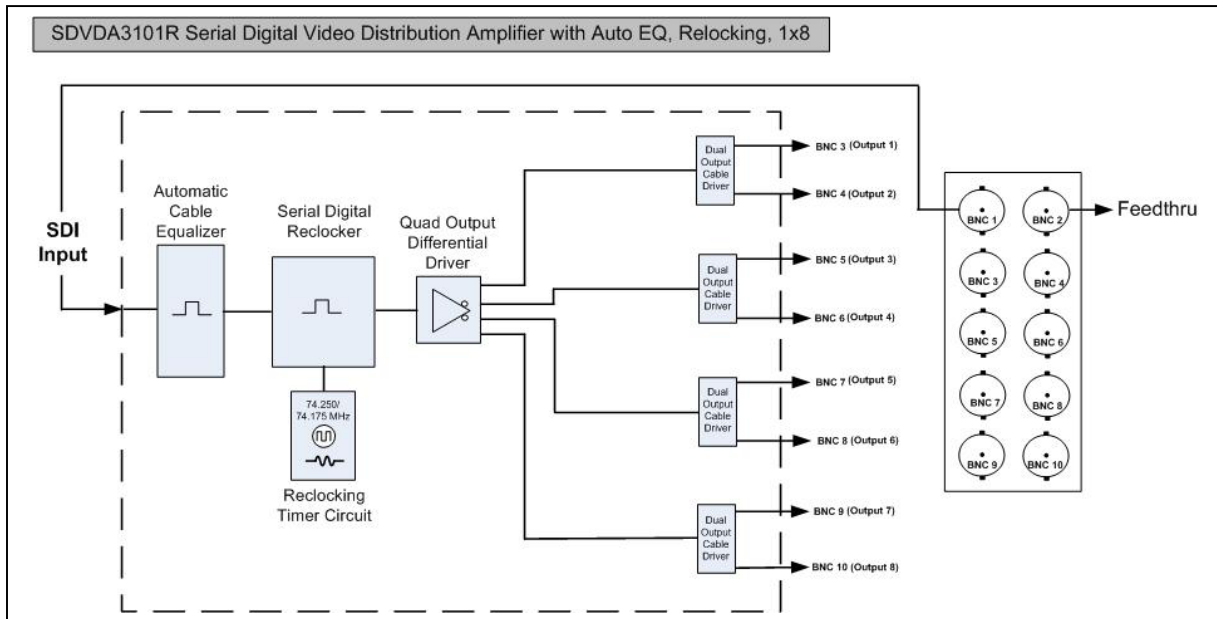 SDVDA3101R Serial Digital Video Distribution Amplifier with Auto EQ, Relocking, 1x8
SDI
Input
Automatic
Cable
Equalizer
Serial Digital
Reclocker
74.250/
74.175 MHz
Reclocking
Timer Circuit
Quad Output
Differential
Driver
Dual
Output
Cable
Driver
BNC 3 (Output 1)
BNC 4 (Output 2)
Dual
Output
Cable
Driver
BNC 5 (Output 3)
BNC 6 (Output 4)
Dual
Output
Cable
Driver
BNC 7 (Output 5)
BNC 8 (Output 6)
Dual
Output
Cable
Driver
BNC 9 (Output 7)
BNC 10 (Output 8)
BNC 1
BNC 2
Feedthru
BNC 3
BNC 4
BNC 5
BNC 6
BNC 7
BNC 8
BNC 9
BNC 10